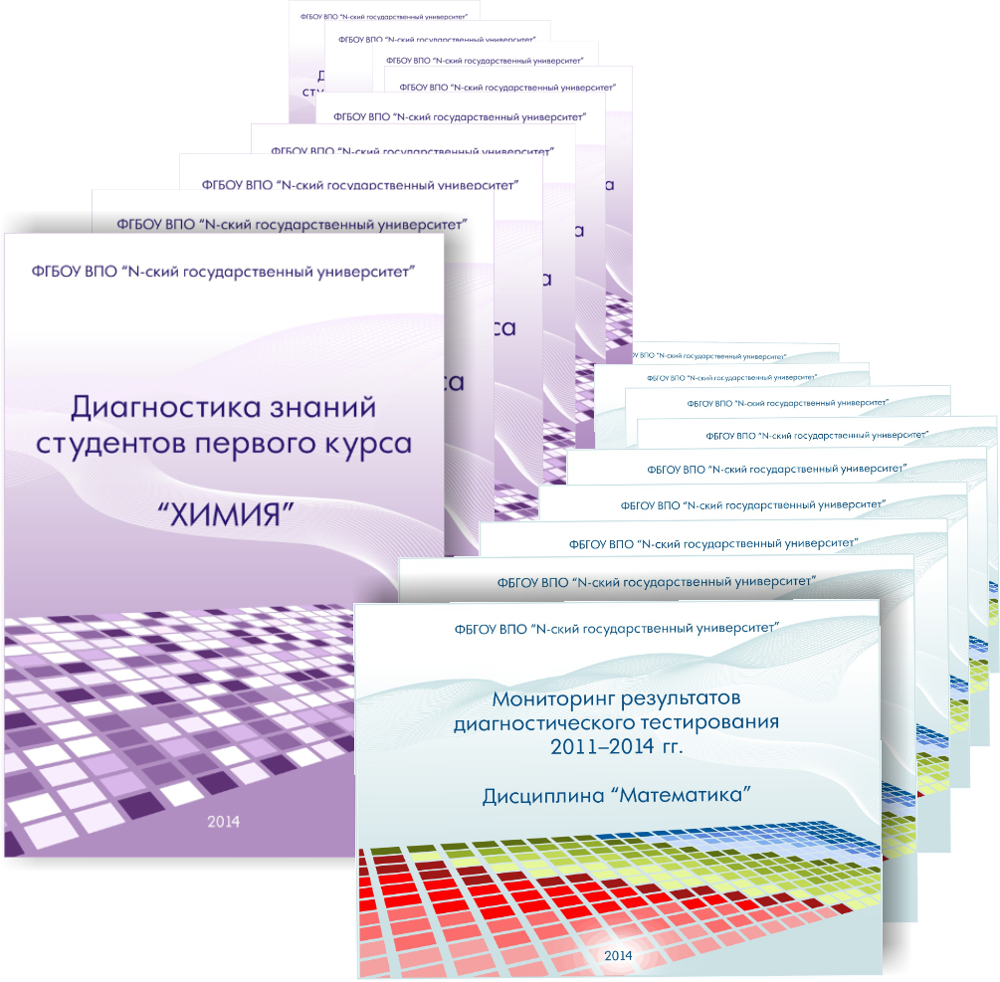 ФГБОУ ВПО "N-ский государственный университет"
ФГБОУ ВПО "N-ский государственный университет"
ФГБОУ ВПО "N-ский государственный университет"
ФГБОУ ВПО "N-ский государственный университет"
ФГБОУ ВПО "N-ский государственный университет"
ФГБОУ ВПО "N-ский государственный университет"
ФГБОУ ВПО "N-ский государственный университет"
ФГБОУ ВПО "N-ский государственный университет"
ФГБОУ ВПО “N-ский государственный университет”
Диагностика знаний
студентов первого курса
“ХИМИЯ”
2014
ВПО "N-ский государственный университет"
ФБГОУ ВПО "N-ский государственный университет"
ФБГОУ ВПО "N-ский государственный университет"
ФБГОУ ВПО "N-ский государственный университет"
ФБГОУ ВПО "N-ский государственный университет"
ФБГОУ ВПО "N-ский государственный университет"
ФБГОУ ВПО "N-ский государственный университет"
ФБГОУ ВПО "N-ский государственный университет"
ФБГОУ ВПО “N-ский государственный университет”
Мониторинг результатов
диагностического тестирования
2011–2014 гг.
Дисциплина “Математика”
2014